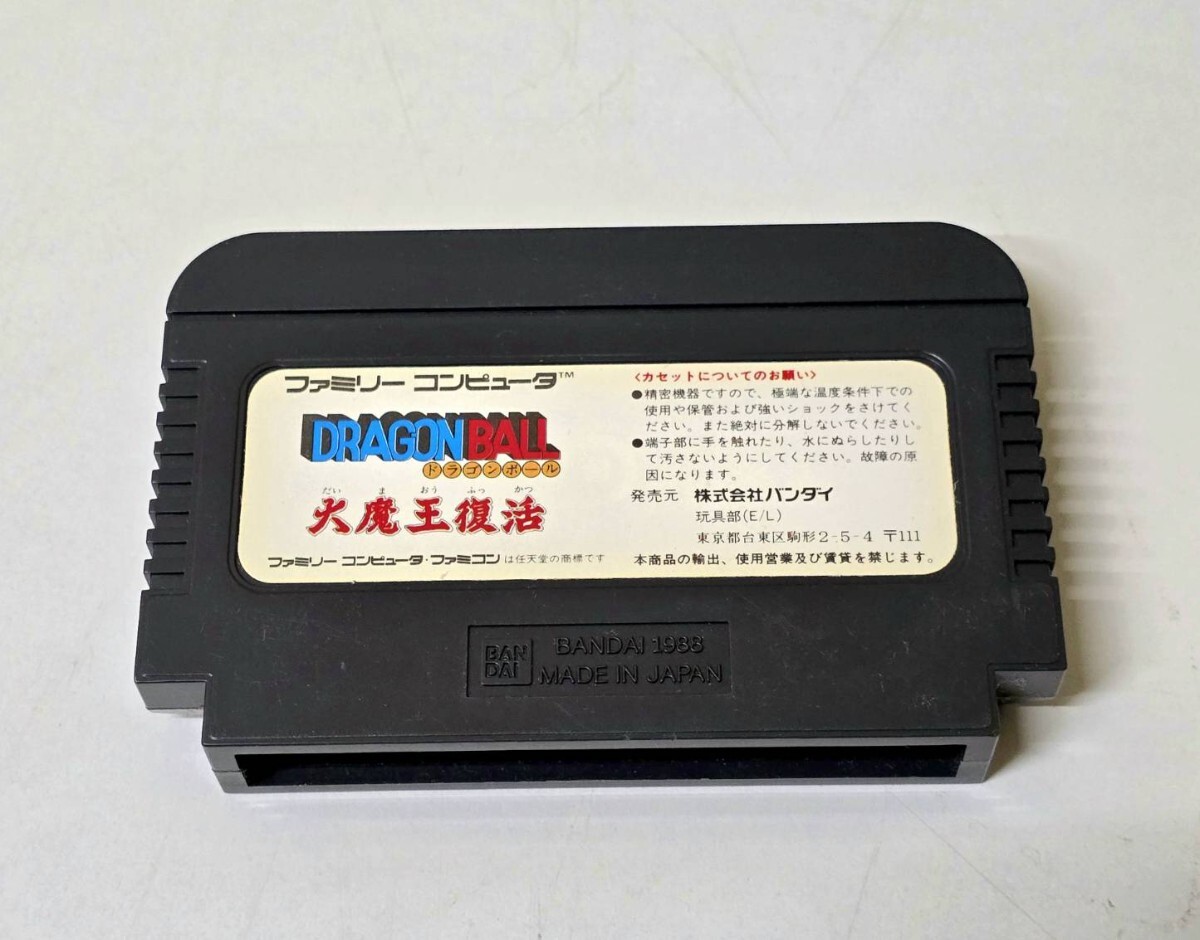 ファミリー コンピュータ™
DRAGON BALL
ドラゴンボール
だい ま おう ふっ かつ
大魔王復活
ファミリー コンピュータ・ファミコン は任天堂の商標です
〈カセットについてのお願い〉
●精密機器ですので、極端な温度条件下での
使用や保管および強いショックをさけてく
ださい。また絶対に分解しないでください。
●端子部に手を触れたり、水にぬらしたりし
て汚さないようにしてください。故障の原
因になります。
発売元 株式会社バンダイ
玩具部(E/L)
東京都台東区駒形2-5-4 〒111
本商品の輸出、使用営業及び賃貸を禁じます。
BAN
DAI
BANDAI 1988
MADE IN JAPAN